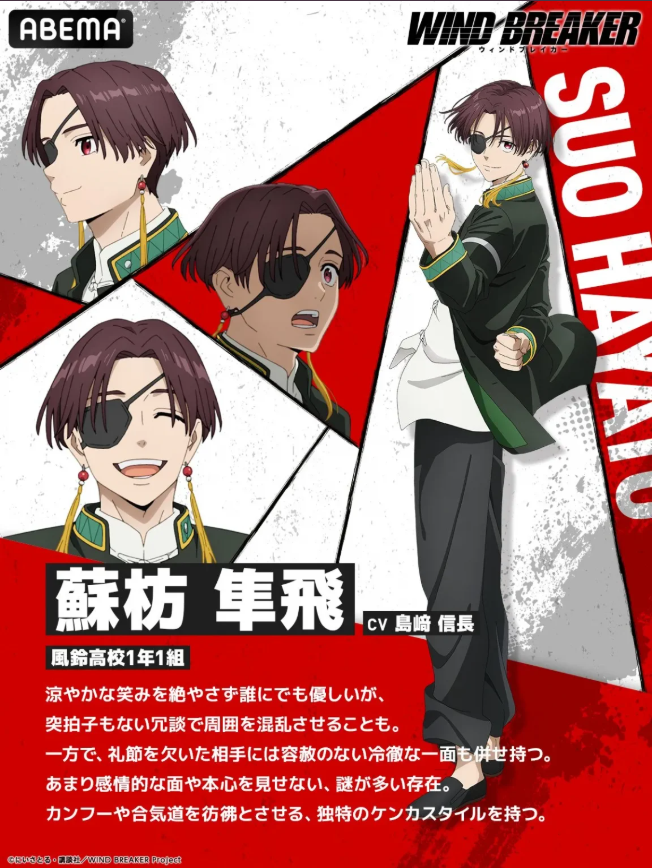 ABEMA
WIND BREAKER
ウィンドブレイカー
SUO HAYATO
蘇枋 隼飛
CV 島﨑 信長
風鈴高校1年1組
涼やかな笑みを絶やさず誰にでも優しいが、
突拍子もない冗談で周囲を混乱させることも。
一方で、礼節を欠いた相手には容赦のない冷徹な一面も併せ持つ。
あまり感情的な面や本心を見せない、謎が多い存在。
カンフーや合気道を彷彿とさせる、独特のケンカスタイルを持つ。
©にいさとる・講談社／WIND BREAKER Project